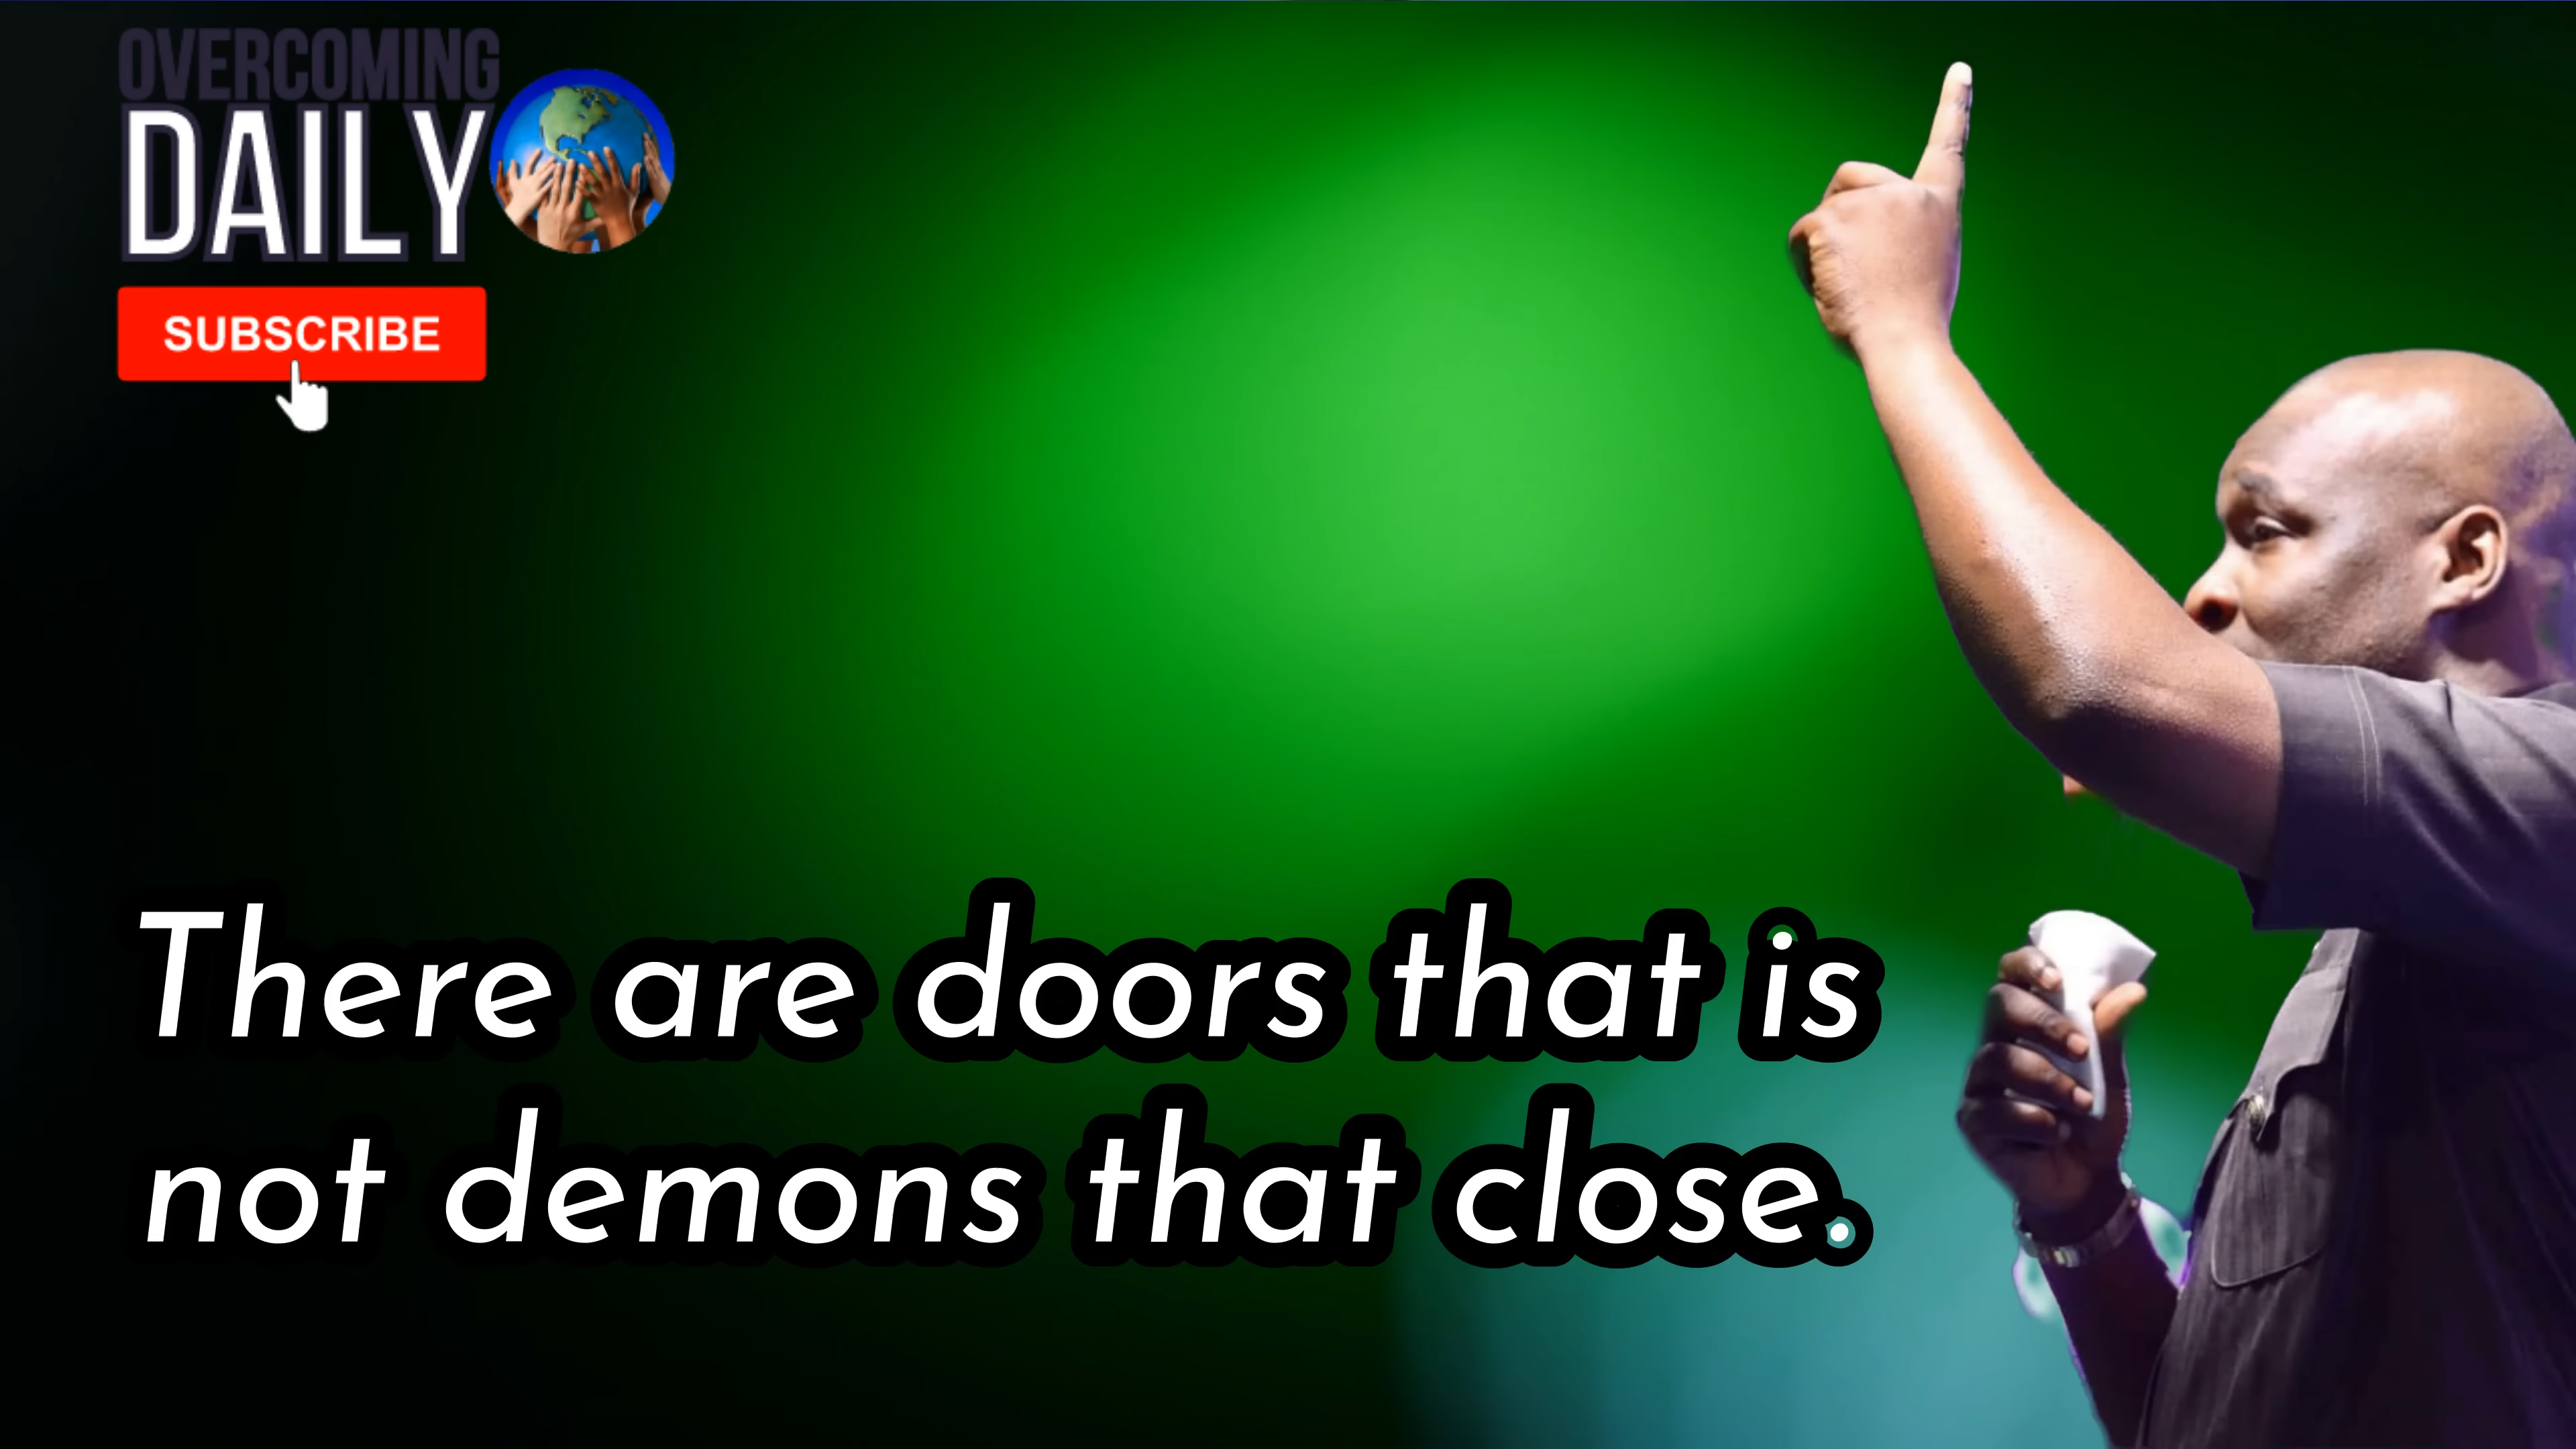 OVERCOMING
DAILY
SUBSCRIBE
There are doors that is
not demons that close.